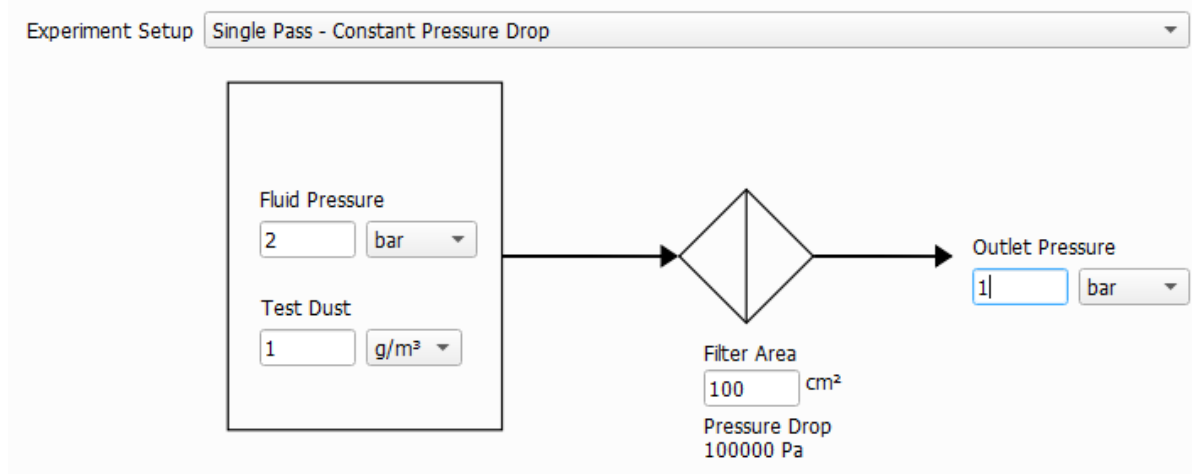 Experiment Setup Single Pass - Constant Pressure Drop
Fluid Pressure
2 bar
Test Dust
1 g/m³
Outlet Pressure
1 bar
Filter Area
100 cm²
Pressure Drop
100000 Pa